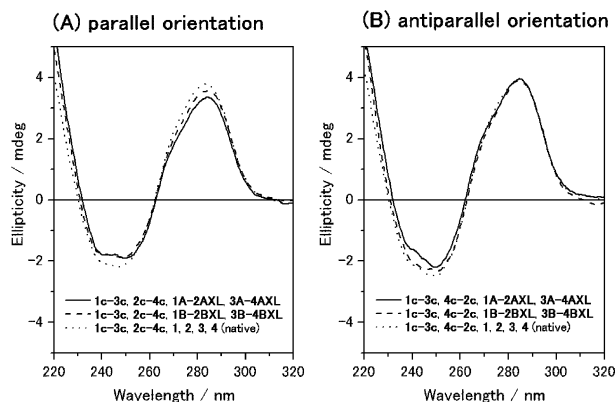 (A) parallel orientation
4
2
0
-2
-4
Ellipticity / mdeg
1c-3c, 2c-4c, 1A-2AXL, 3A-4AXL
1c-3c, 2c-4c, 1B-2BXL, 3B-4BXL
1c-3c, 2c-4c, 1, 2, 3, 4 (native)
220 240 260 280 300 320
Wavelength / nm
(B) antiparallel orientation
4
2
0
-2
-4
Ellipticity / mdeg
1c-3c, 4c-2c, 1A-2AXL, 3A-4AXL
1c-3c, 4c-2c, 1B-2BXL, 3B-4BXL
1c-3c, 4c-2c, 1, 2, 3, 4 (native)
220 240 260 280 300 320
Wavelength / nm